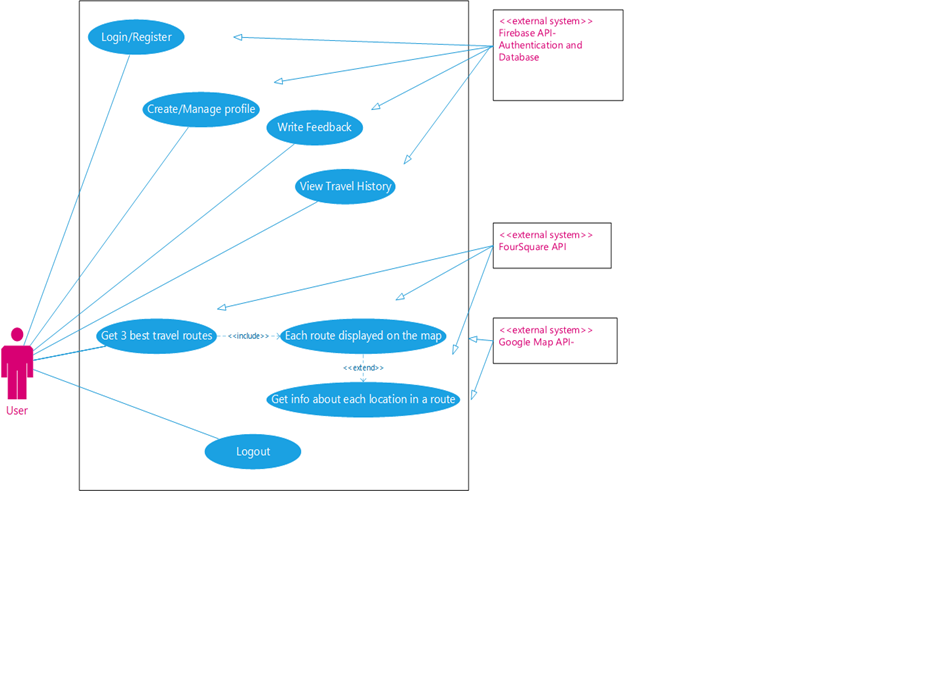 Login/Register
<<external system>>
Firebase API-
Authentication and
Database
Create/Manage profile
Write Feedback
View Travel History
<<external system>>
FourSquare API
Get 3 best travel routes
<<include>>
Each route displayed on the map
<<external system>>
Google Map API-
<<extend>>
Get info about each location in a route
User
Logout